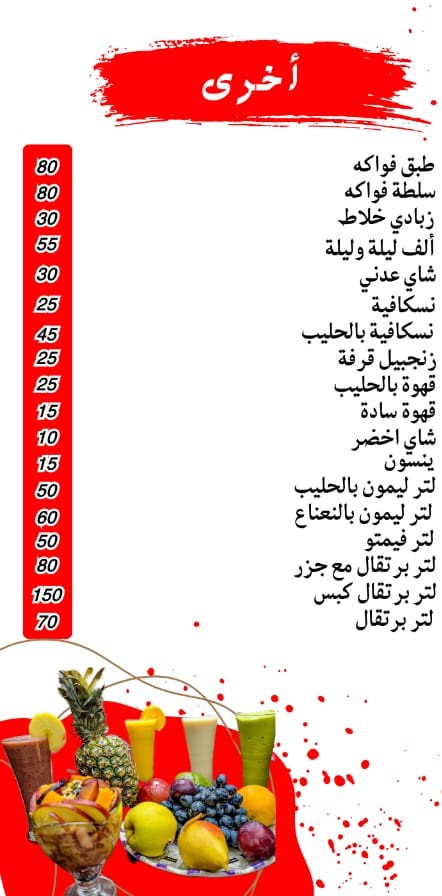 أخرى
طبق فواكه 80
سلطة فواكه 80
زبادي خلاط 30
ألف ليلة وليلة 55
شاي عدني 30
نسكافية 25
نسكافية بالحليب 45
زنجبيل قرفة 25
قهوة بالحليب 25
قهوة سادة 15
شاي اخضر 10
ينسون 15
لتر ليمون بالحليب 50
لتر ليمون بالنعناع 60
لتر فيمتو 50
لتر برتقال مع جزر 80
لتر برتقال كبس 150
لتر برتقال 70